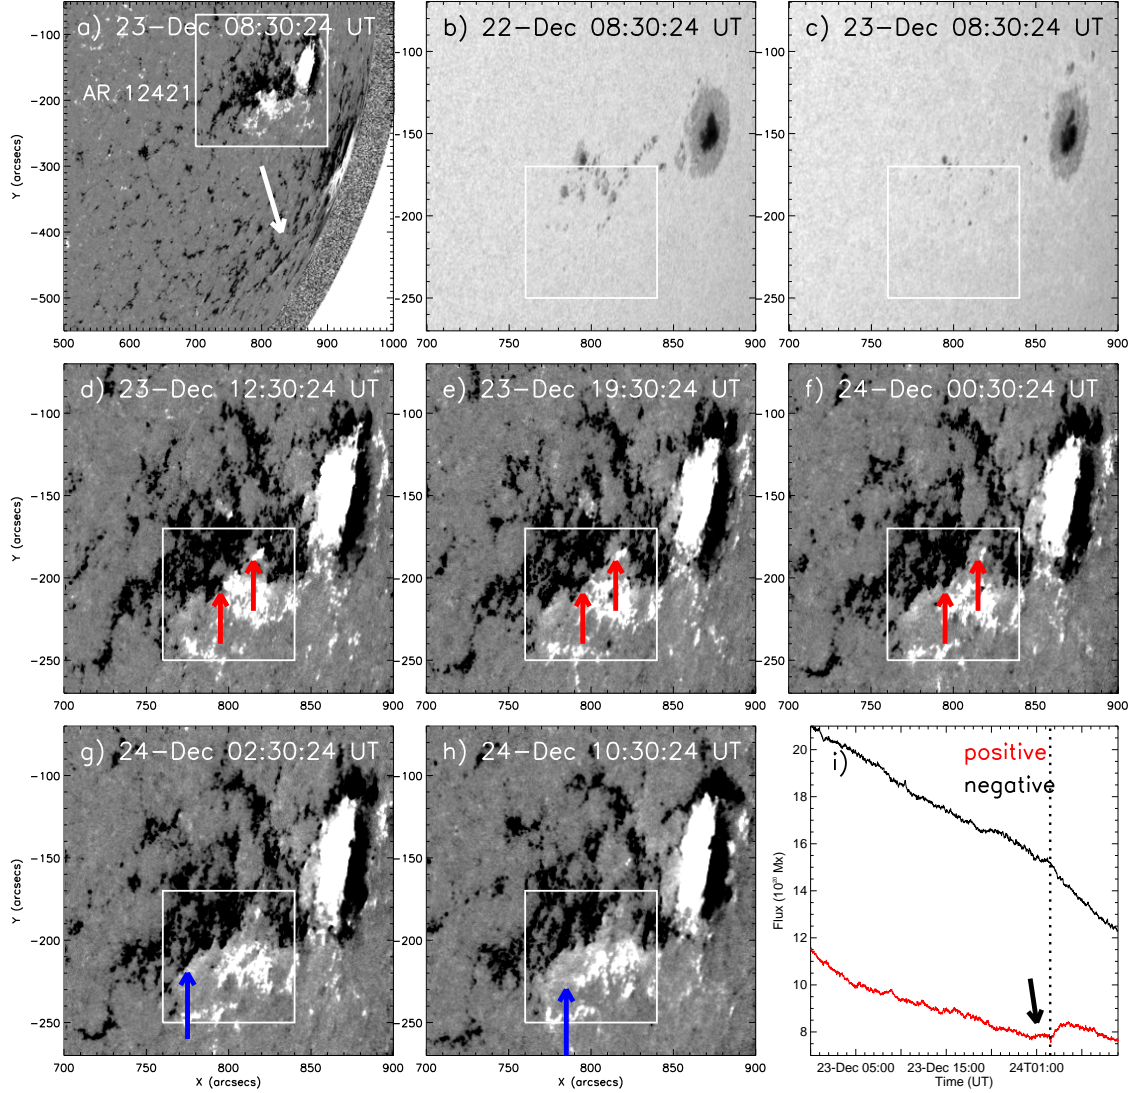 a) 23-Dec 08:30:24 UT
b) 22-Dec 08:30:24 UT
c) 23-Dec 08:30:24 UT
AR 12421
Y (arcsecs)
-100
-200
-300
-400
-500
500 600 700 800 900 1000
-100
-150
-200
-250
700 750 800 850 900
-100
-150
-200
-250
700 750 800 850 900
d) 23-Dec 12:30:24 UT
e) 23-Dec 19:30:24 UT
f) 24-Dec 00:30:24 UT
Y (arcsecs)
-100
-150
-200
-250
700 750 800 850 900
-100
-150
-200
-250
700 750 800 850 900
-100
-150
-200
-250
700 750 800 850 900
g) 24-Dec 02:30:24 UT
h) 24-Dec 10:30:24 UT
i)
positive
negative
Y (arcsecs)
-100
-150
-200
-250
700 750 800 850 900
X (arcsecs)
-100
-150
-200
-250
700 750 800 850 900
X (arcsecs)
Flux (10²⁰ Mx)
20
18
16
14
12
10
8
23-Dec 05:00 23-Dec 15:00 24T01:00
Time (UT)